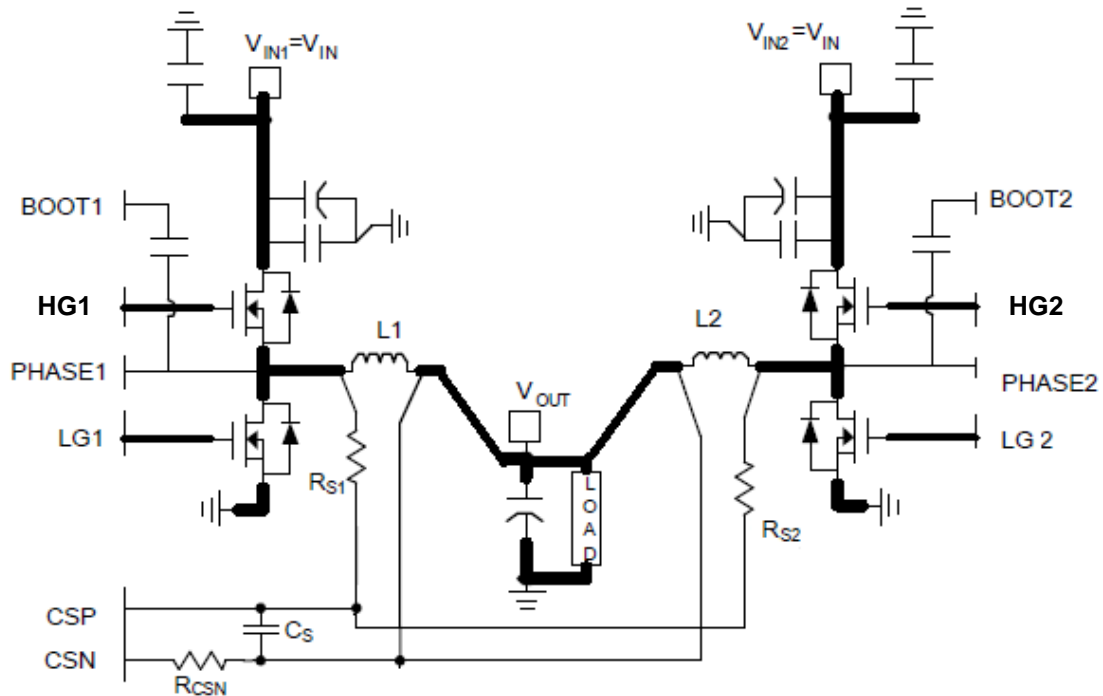 VIN1=VIN
VIN2=VIN
BOOT1
BOOT2
HG1
HG2
L1
L2
PHASE1
PHASE2
VOUT
LG1
LG 2
RS1
LOAD
RS2
CSP
CS
CSN
RCSN